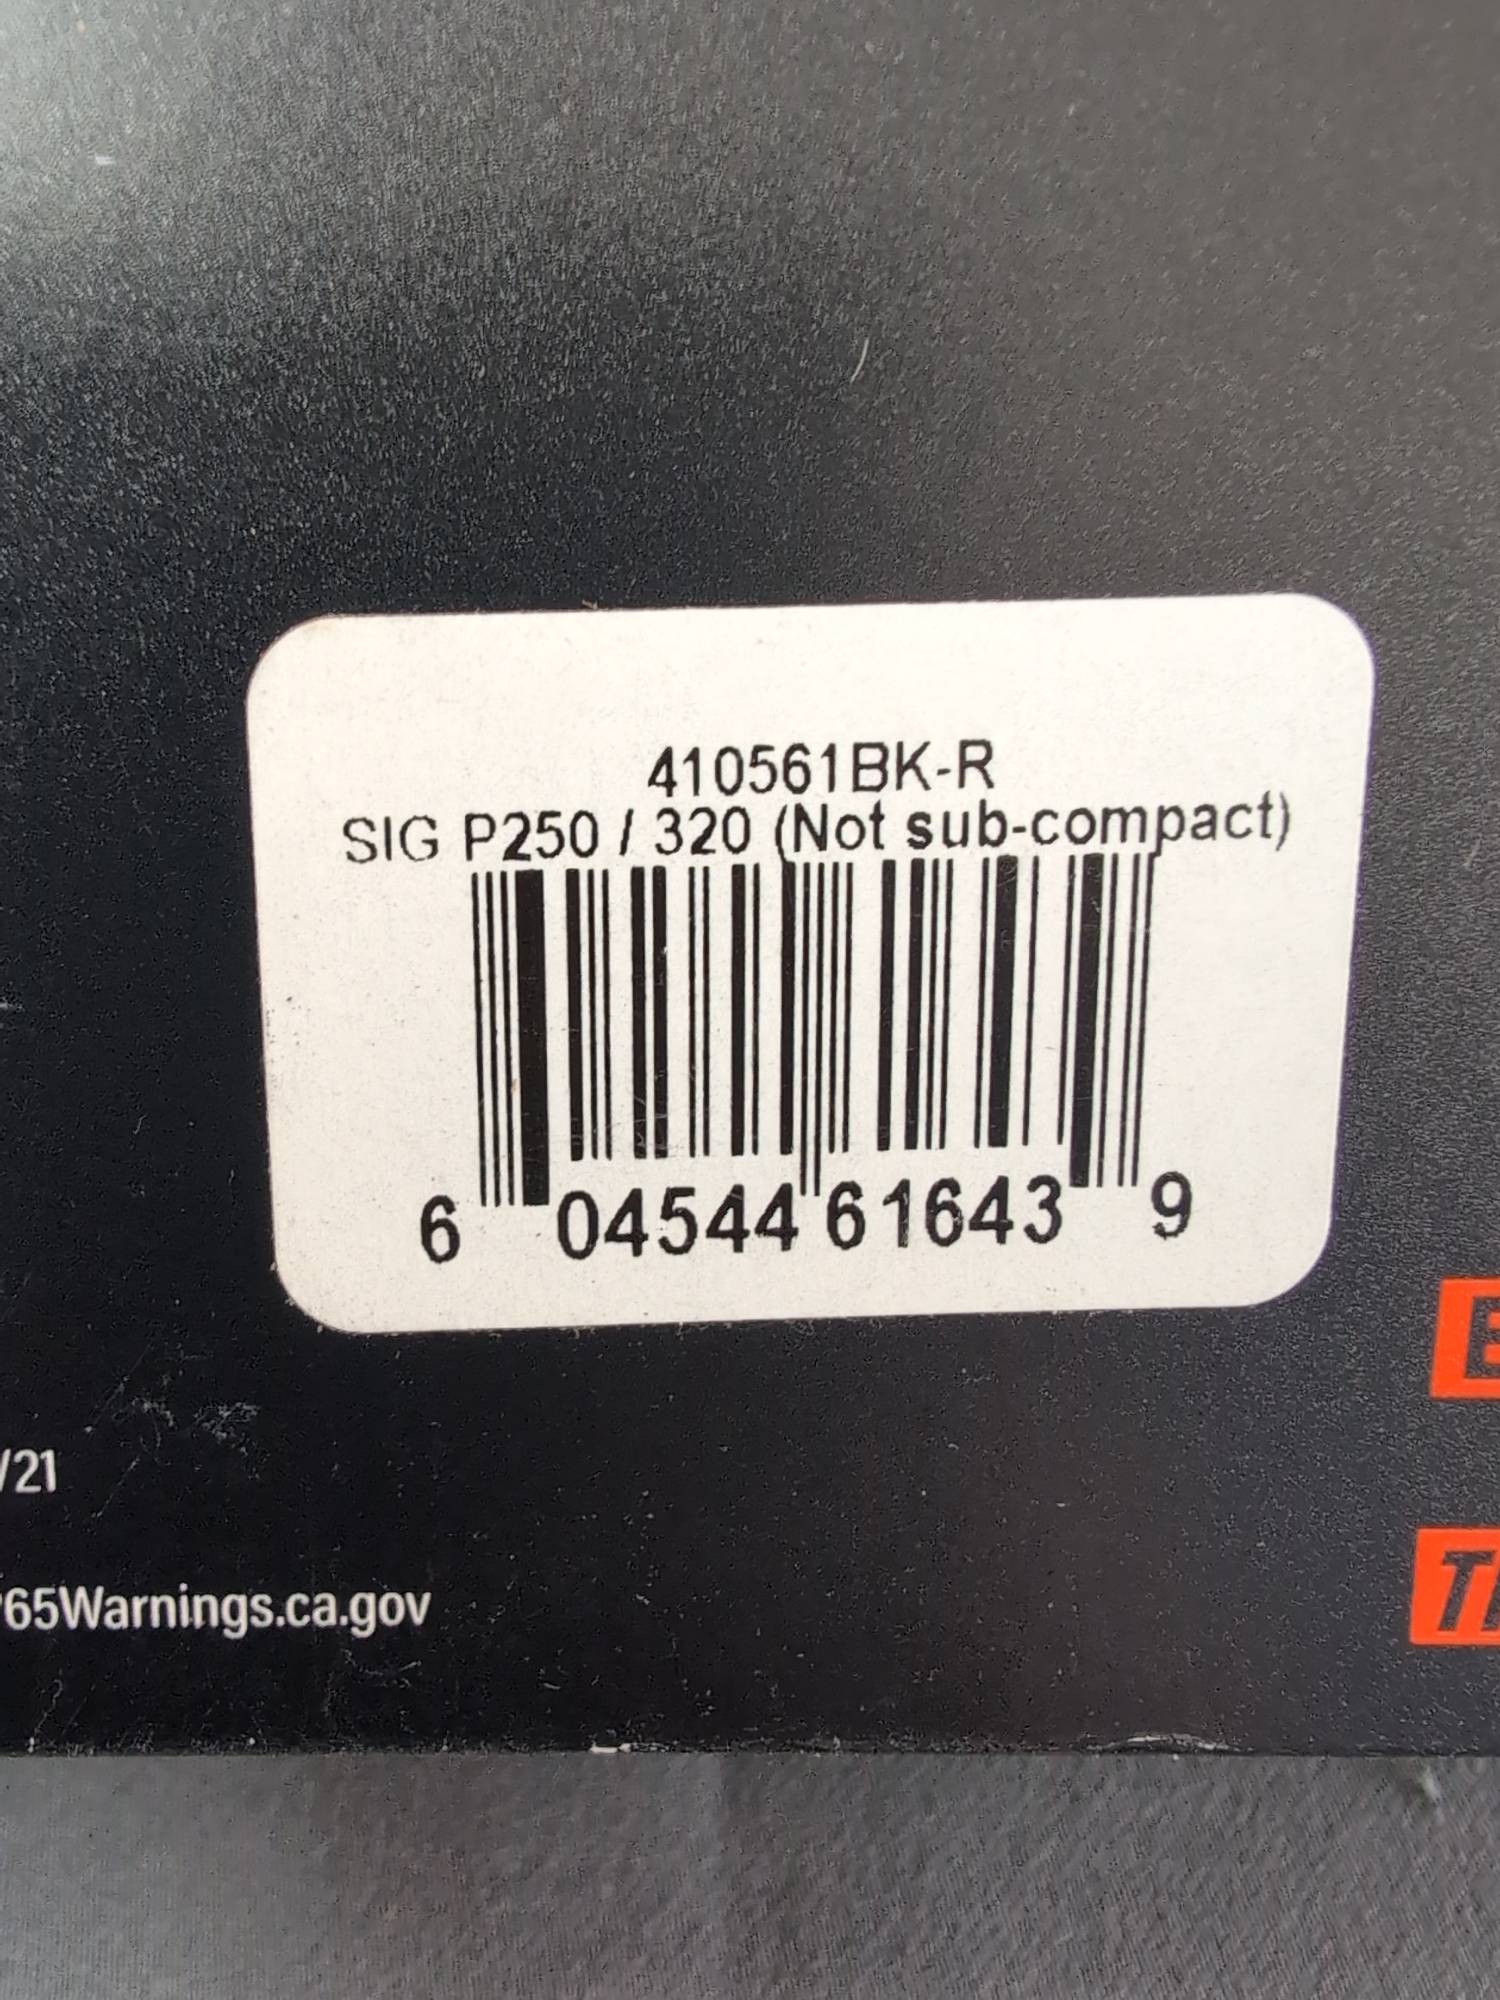 410561BK-R
SIG P250 / 320 (Not sub-compact)
6 04544 61643 9
/21
65Warnings.ca.gov